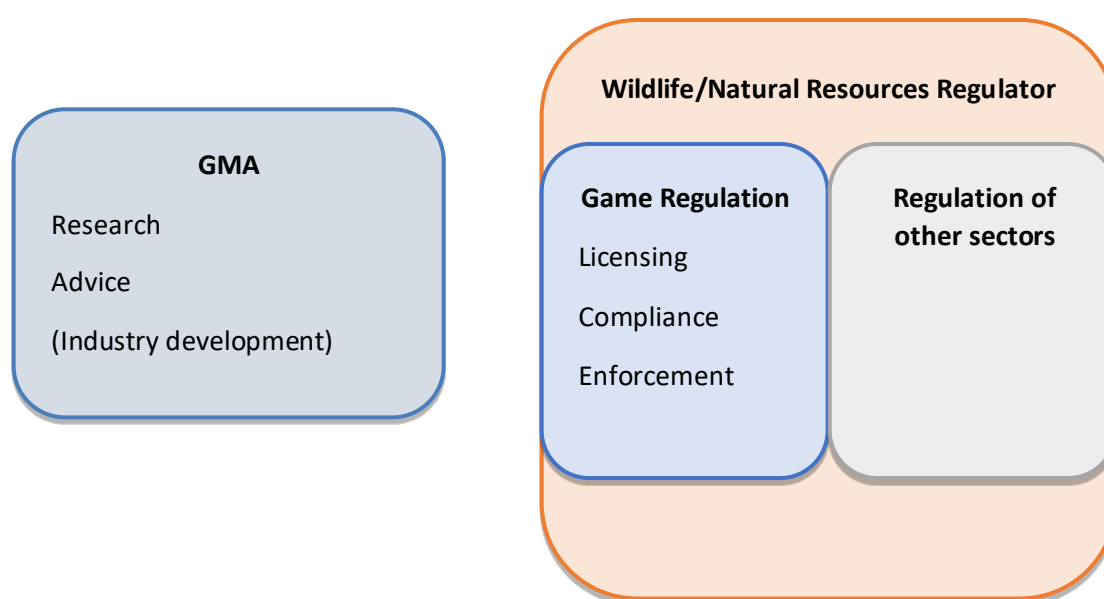 GMA
Research
Advice
(Industry development)
Wildlife/Natural Resources Regulator
Game Regulation
Licensing
Compliance
Enforcement
Regulation of
other sectors